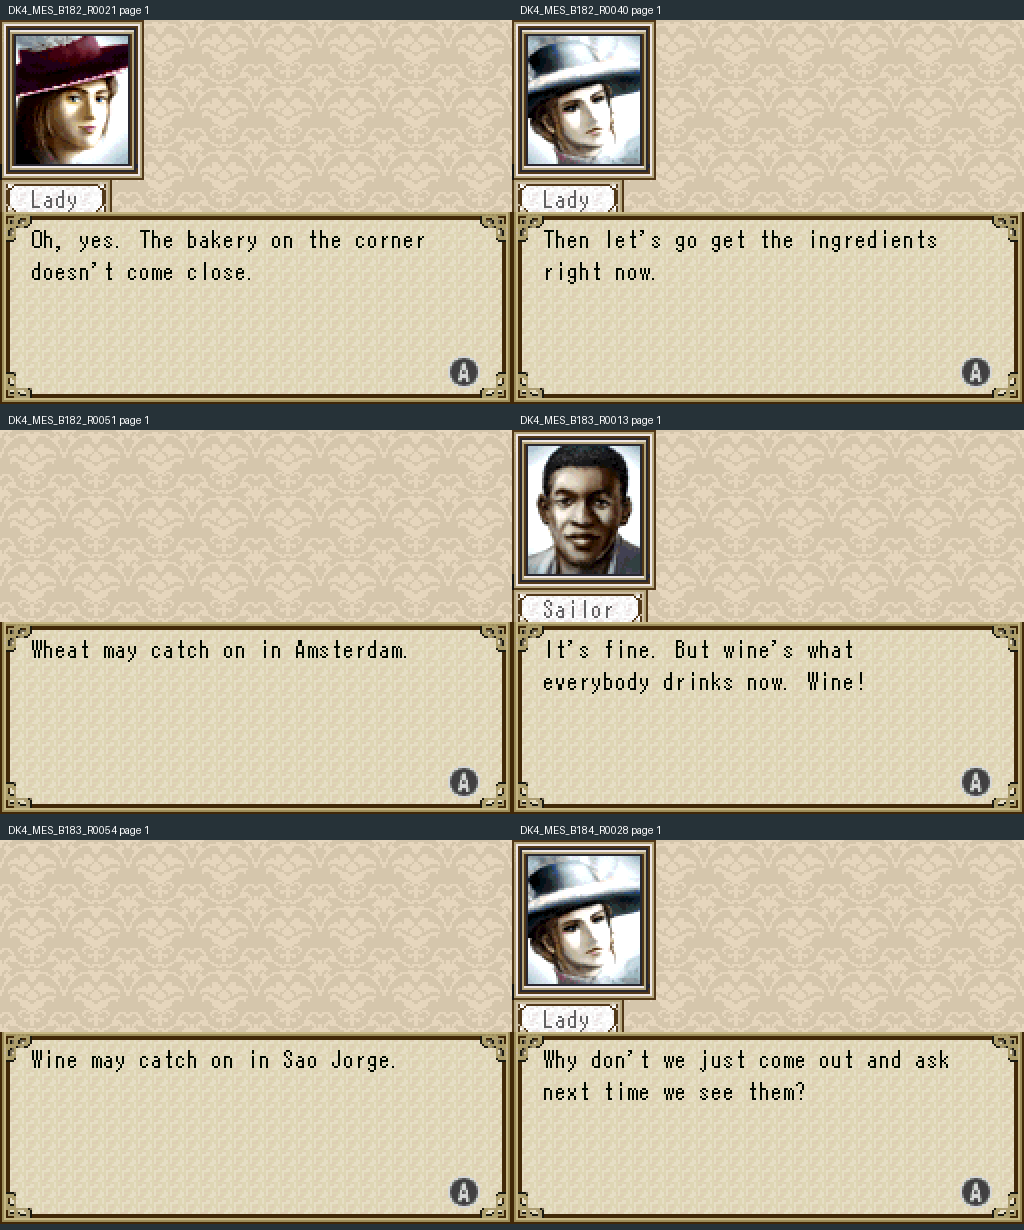 DK4_MES_B182_R0021 page 1
Lady
Oh, yes. The bakery on the corner
doesn't come close.
A
DK4_MES_B182_R0040 page 1
Lady
Then let's go get the ingredients
right now.
A
DK4_MES_B182_R0051 page 1
Wheat may catch on in Amsterdam.
A
DK4_MES_B183_R0013 page 1
Sailor
It's fine. But wine's what
everybody drinks now. Wine!
A
DK4_MES_B183_R0054 page 1
Wine may catch on in Sao Jorge.
A
DK4_MES_B184_R0028 page 1
Lady
Why don't we just come out and ask
next time we see them?
A